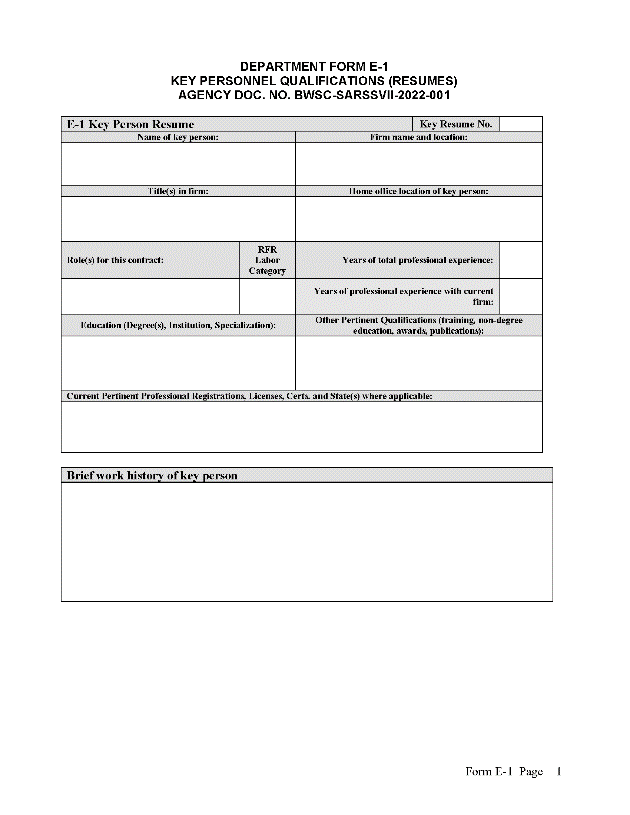 DEPARTMENT FORM E-1
KEY PERSONNEL QUALIFICATIONS (RESUMES)
AGENCY DOC. NO. BWSC-SARSSVII-2022-001
E-1 Key Person Resume
Key Resume No.
Name of key person:
Firm name and location:
Title(s) in firm:
Home office location of key person:
Role(s) for this contract:
RFR
Labor
Category
Years of total professional experience:
Years of professional experience with current
firm:
Education (Degree(s), Institution, Specialization):
Other Pertinent Qualifications (training, non-degree
education, awards, publications):
Current Pertinent Professional Registrations, Licenses, Certs. and State(s) where applicable:
Brief work history of key person
Form E-1 Page 1